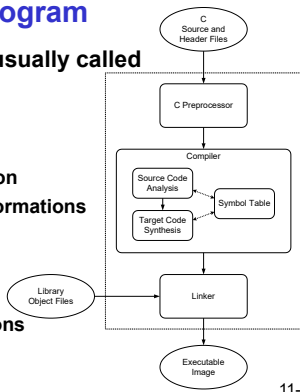 ogram
usually called
on
ormations
ons
C
Source and
Header Files
C Preprocessor
Compiler
Source Code
Analysis
Symbol Table
Target Code
Synthesis
Library
Object Files
Linker
Executable
Image
11-